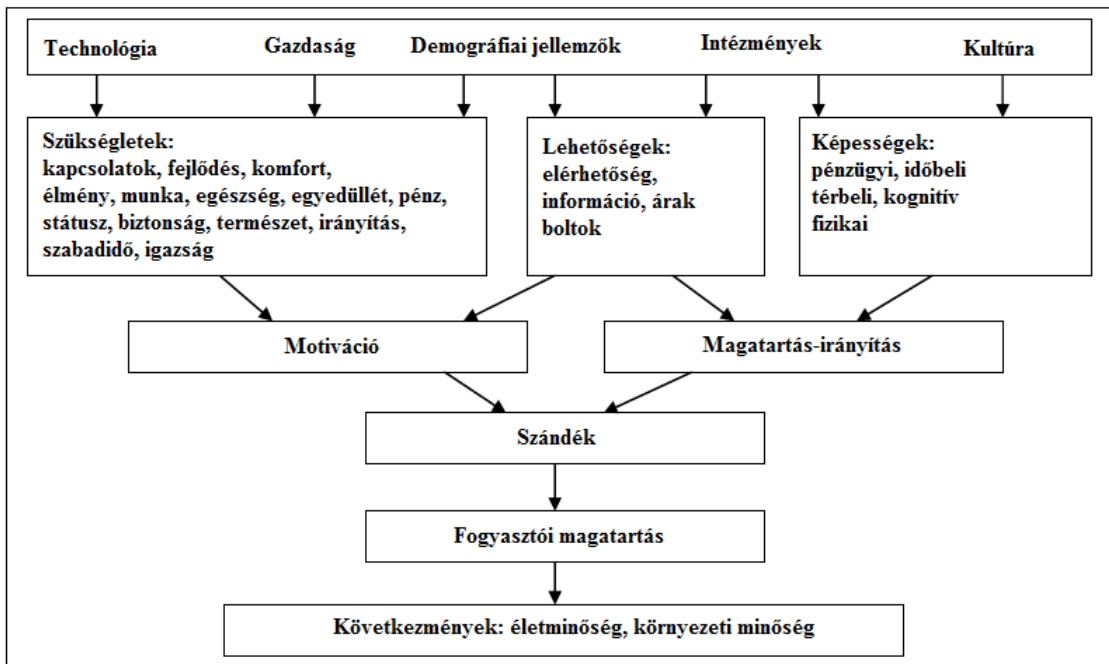 Technológia Gazdaság Demográfiai jellemzők Intézmények Kultúra
Szükségletek:
kapcsolatok, fejlődés, komfort,
élmény, munka, egészség, egyedüllét, pénz,
státusz, biztonság, természet, irányítás,
szabadidő, igazság
Lehetőségek:
elérhetőség,
információ, árak
boltok
Képességek:
pénzügyi, időbeli
térbeli, kognitív
fizikai
Motiváció
Magatartás-irányítás
Szándék
Fogyasztói magatartás
Következmények: életminőség, környezeti minőség